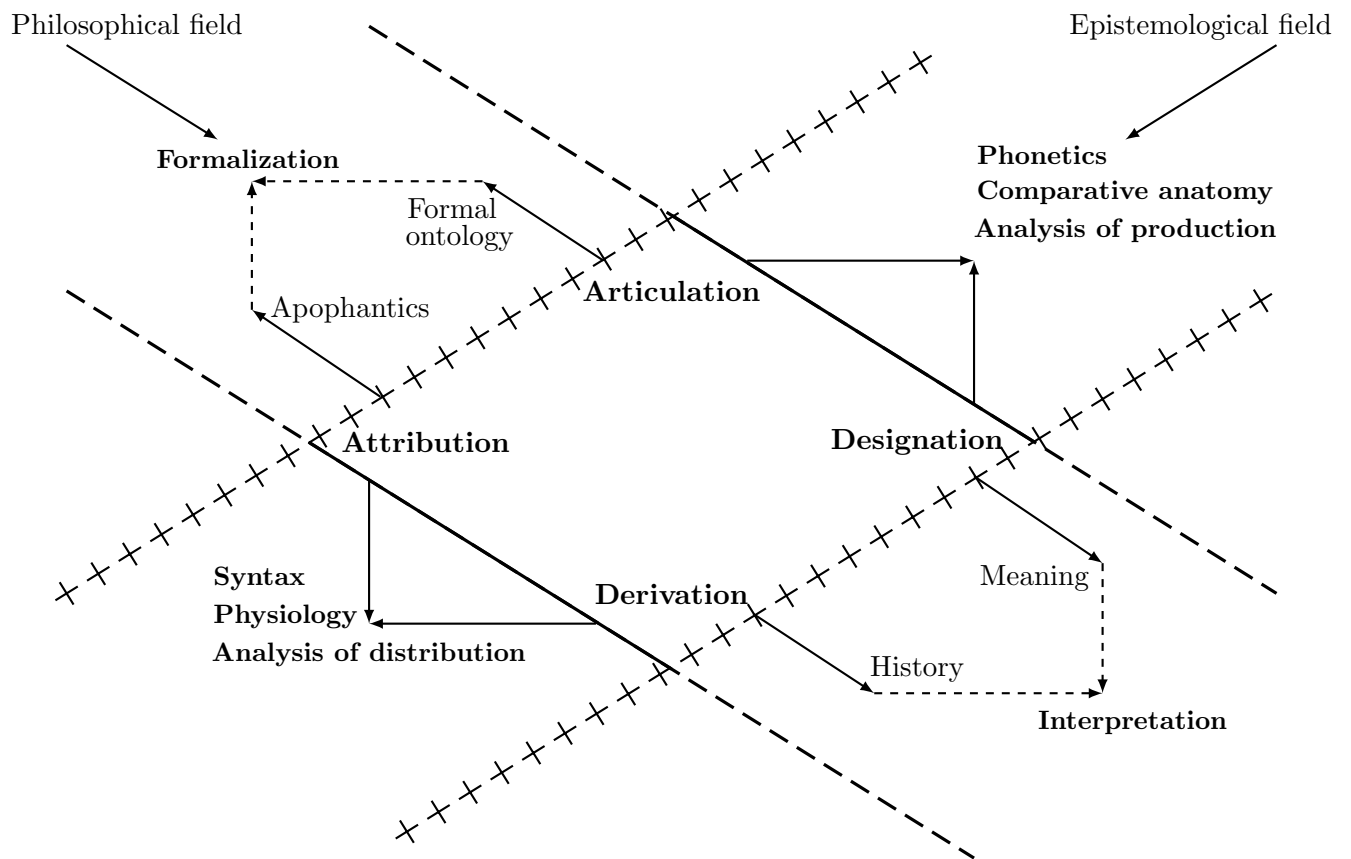 Philosophical field
Epistemological field
Formalization
Phonetics
Comparative anatomy
Analysis of production
Formal
ontology
Articulation
Apophantics
Attribution
Designation
Syntax
Physiology
Analysis of distribution
Derivation
Meaning
History
Interpretation